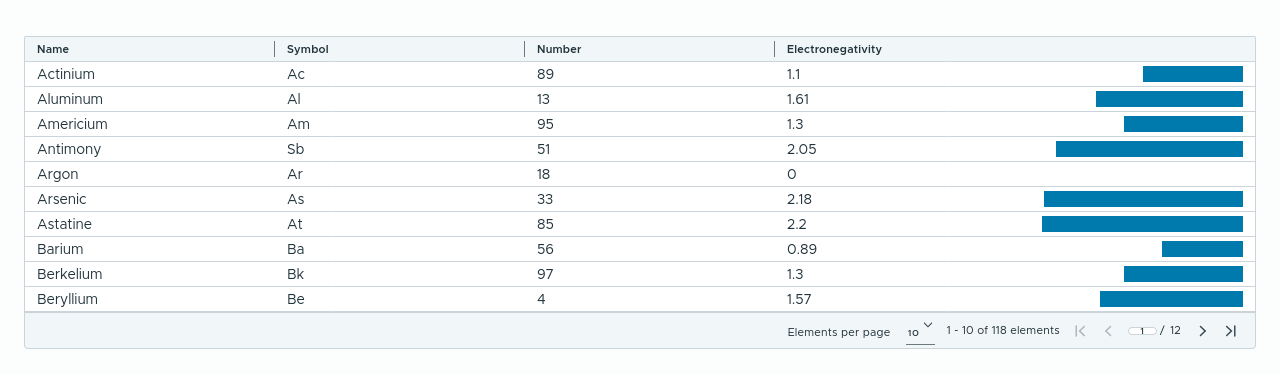 Name Symbol Number Electronegativity
Actinium Ac 89 1.1
Aluminum Al 13 1.61
Americium Am 95 1.3
Antimony Sb 51 2.05
Argon Ar 18 0
Arsenic As 33 2.18
Astatine At 85 2.2
Barium Ba 56 0.89
Berkelium Bk 97 1.3
Beryllium Be 4 1.57
Elements per page 10 1 - 10 of 118 elements 1 / 12